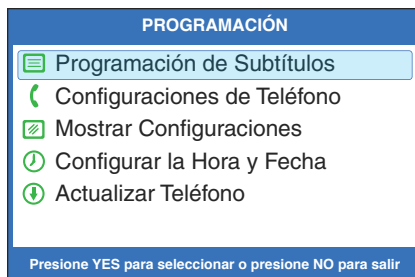 PROGRAMACIÓN
Programación de Subtítulos
Configuraciones de Teléfono
Mostrar Configuraciones
Configurar la Hora y Fecha
Actualizar Teléfono
Presione YES para seleccionar o presione NO para salir